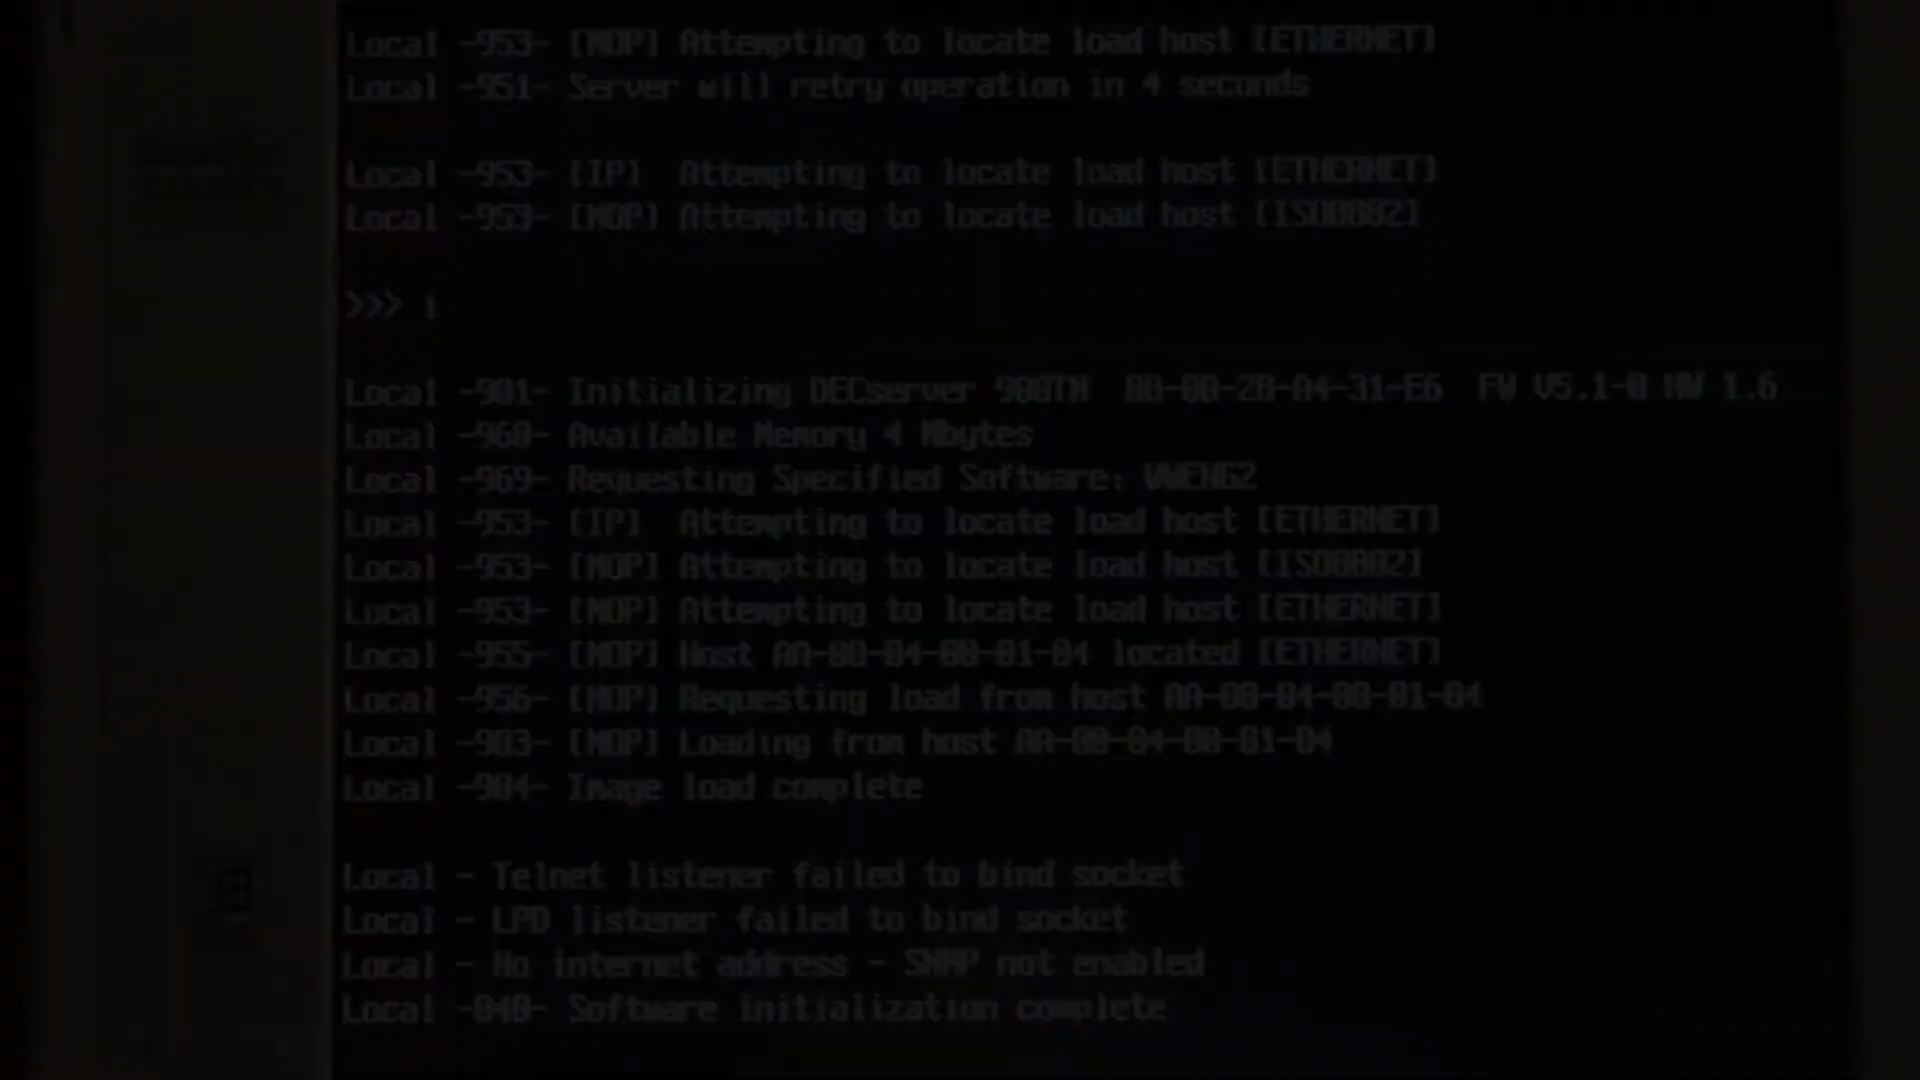 Local -953- [MOP] Attempting to locate load host [ETHERNET]
Local -951- Server will retry operation in 4 seconds
Local -953- [IP]  Attempting to locate load host [ETHERNET]
Local -953- [MOP] Attempting to locate load host [ISO8802]
>>> i
Local -901- Initializing DECserver 900TM  08-00-2B-A4-31-E6  FW V5.1-0 HW 1.6
Local -968- Available Memory 4 Mbytes
Local -969- Requesting Specified Software: WWENG2
Local -953- [IP]  Attempting to locate load host [ETHERNET]
Local -953- [MOP] Attempting to locate load host [ISO8802]
Local -953- [MOP] Attempting to locate load host [ETHERNET]
Local -955- [MOP] Host AA-00-04-00-01-04 located [ETHERNET]
Local -956- [MOP] Requesting load from host AA-00-04-00-01-04
Local -903- [MOP] Loading from host AA-00-04-00-01-04
Local -904- Image load complete
Local - Telnet listener failed to bind socket
Local - LPD listener failed to bind socket
Local - No internet address - SNMP not enabled
Local -040- Software initialization complete